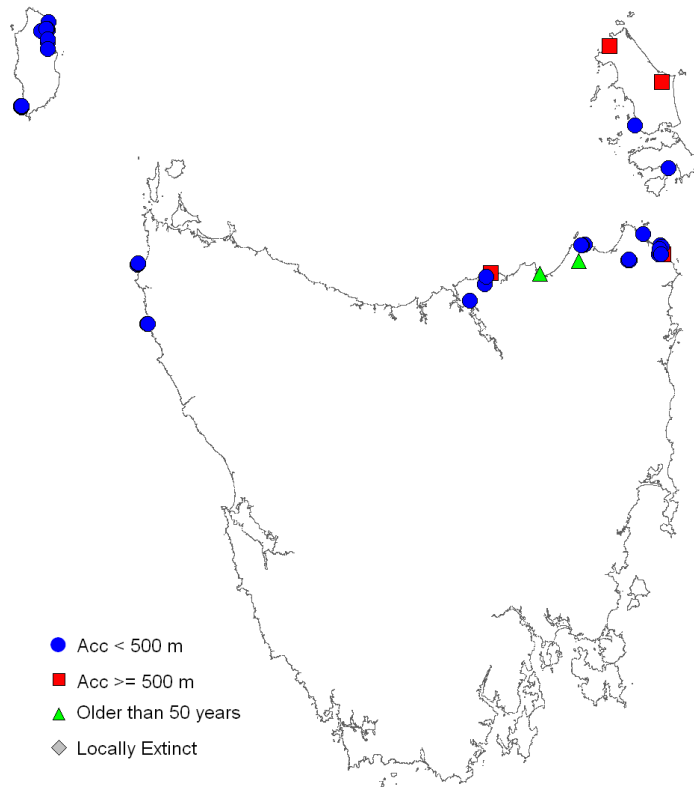 Acc < 500 m
Acc >= 500 m
Older than 50 years
Locally Extinct